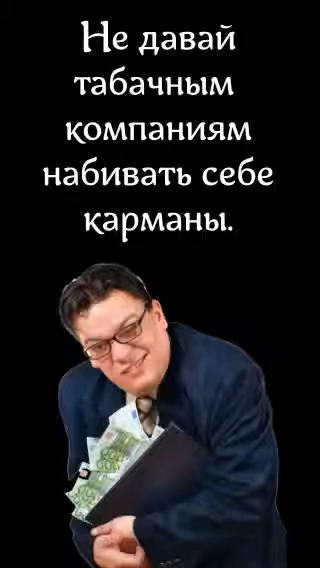 Не давай
табачным
компаниям
набивать себе
карманы.